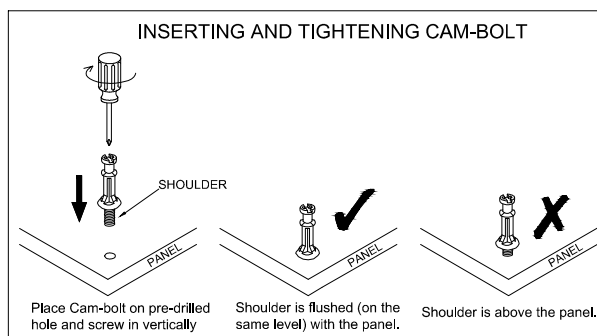 INSERTING AND TIGHTENING CAM-BOLT
SHOULDER
PANEL
Place Cam-bolt on pre-drilled
hole and screw in vertically
PANEL
Shoulder is flushed (on the
same level) with the panel.
PANEL
Shoulder is above the panel.